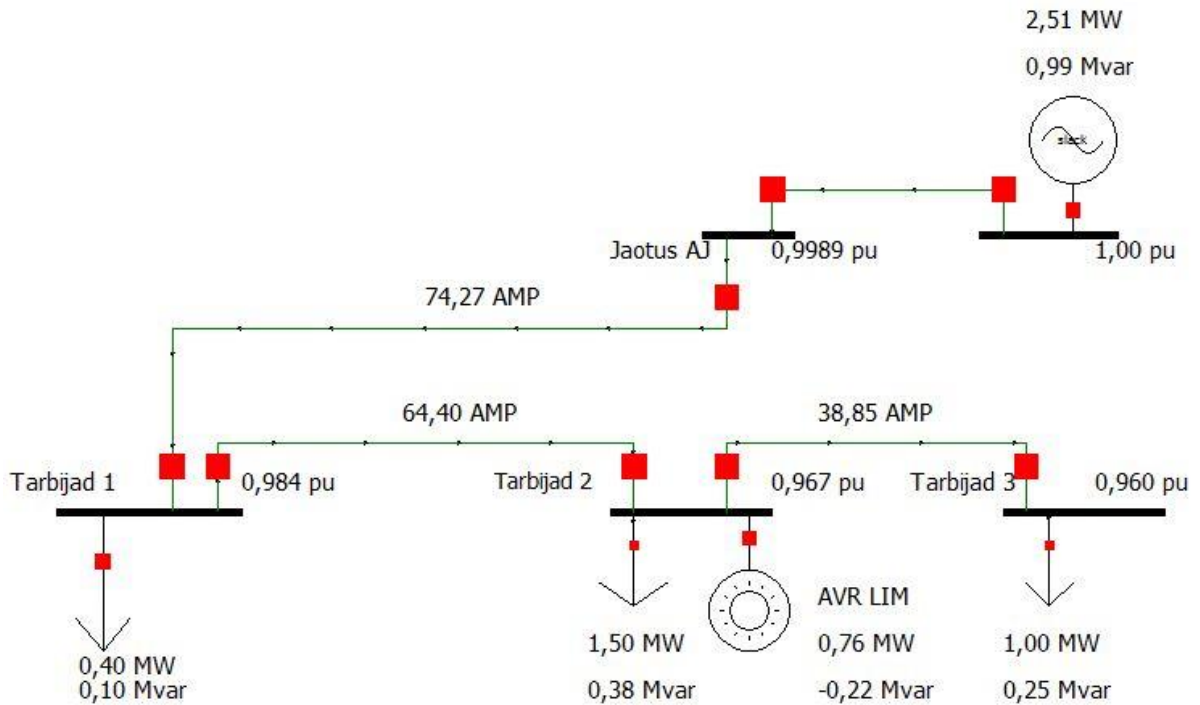 2,51 MW
0,99 Mvar
slack
Jaotus AJ
0,9989 pu
1,00 pu
74,27 AMP
64,40 AMP
38,85 AMP
Tarbijad 1
0,984 pu
Tarbijad 2
0,967 pu
Tarbijad 3
0,960 pu
0,40 MW
0,10 Mvar
1,50 MW
0,38 Mvar
AVR LIM
0,76 MW
-0,22 Mvar
1,00 MW
0,25 Mvar